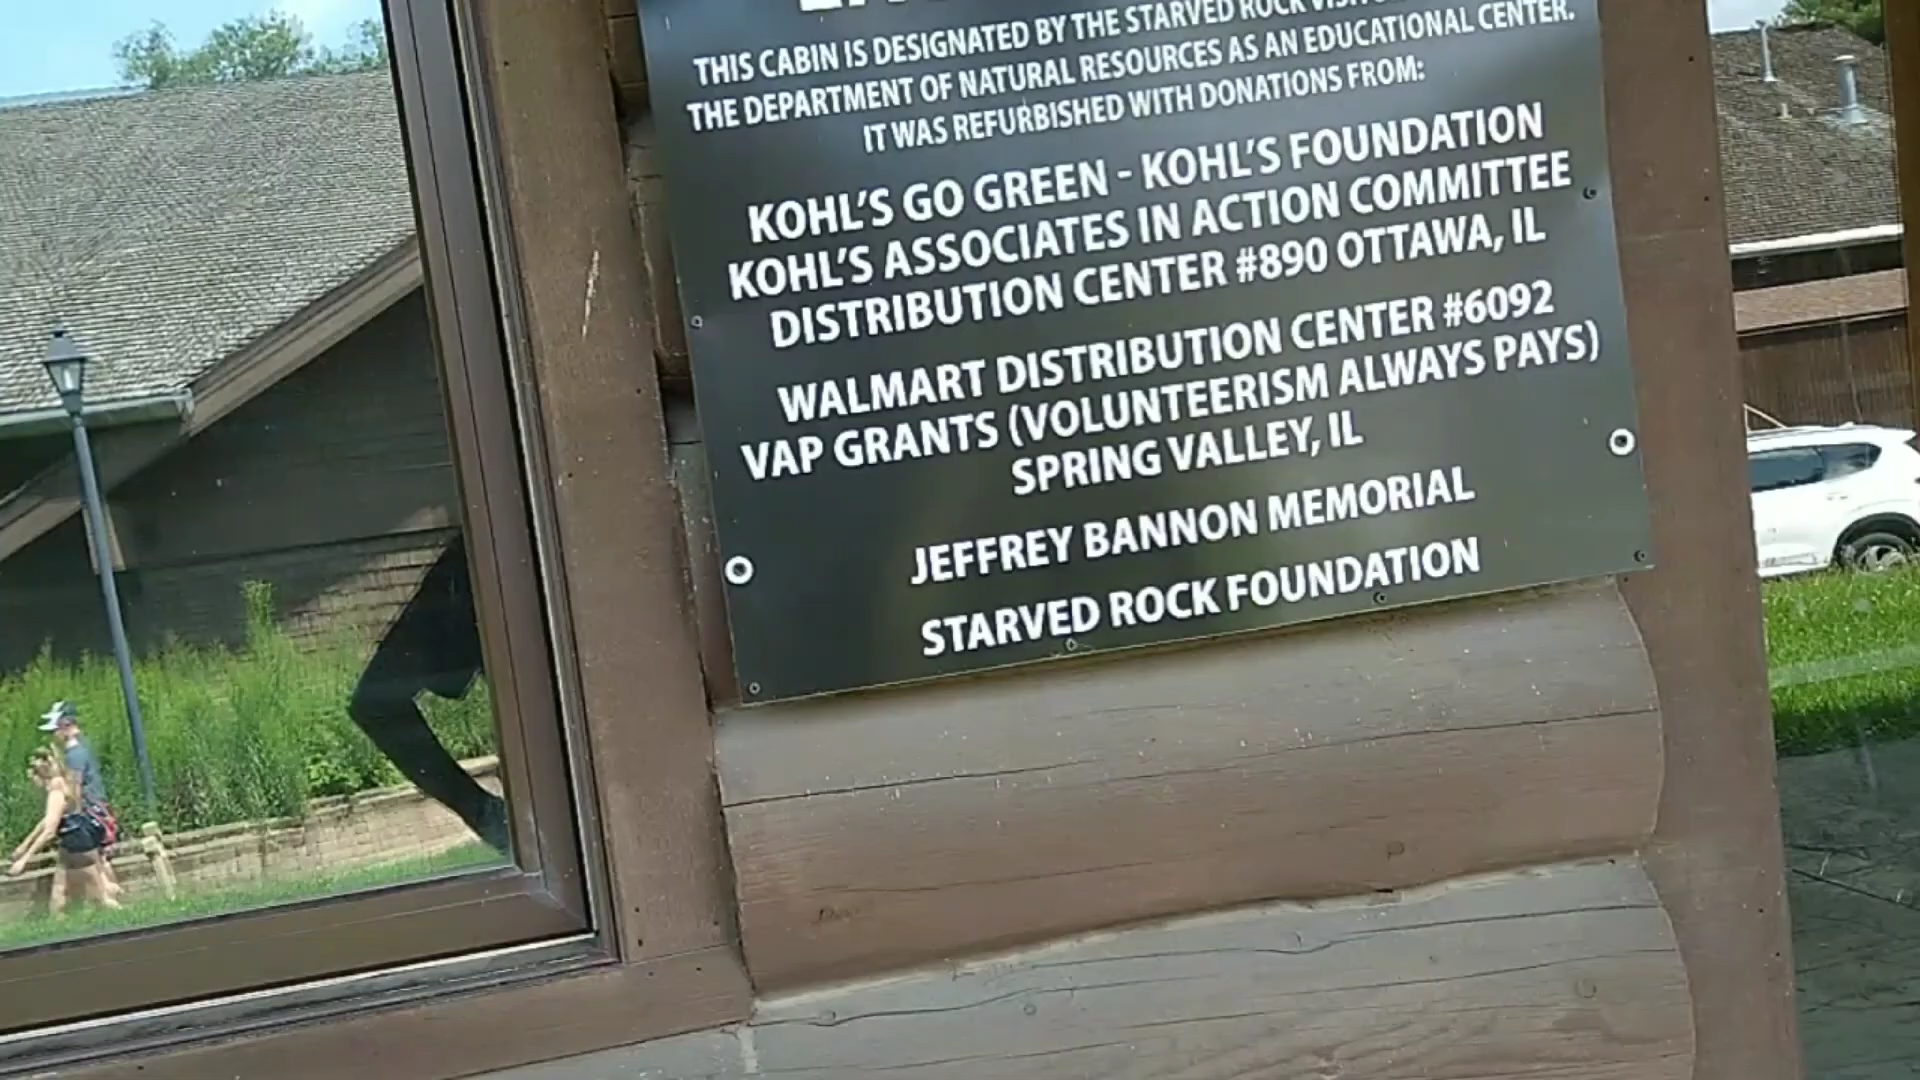 THIS CABIN IS DESIGNATED BY THE STARVED ROCK
THE DEPARTMENT OF NATURAL RESOURCES AS AN EDUCATIONAL CENTER.
IT WAS REFURBISHED WITH DONATIONS FROM:
KOHL'S GO GREEN - KOHL'S FOUNDATION
KOHL'S ASSOCIATES IN ACTION COMMITTEE
DISTRIBUTION CENTER #890 OTTAWA, IL
WALMART DISTRIBUTION CENTER #6092
VAP GRANTS (VOLUNTEERISM ALWAYS PAYS)
SPRING VALLEY, IL
JEFFREY BANNON MEMORIAL
STARVED ROCK FOUNDATION